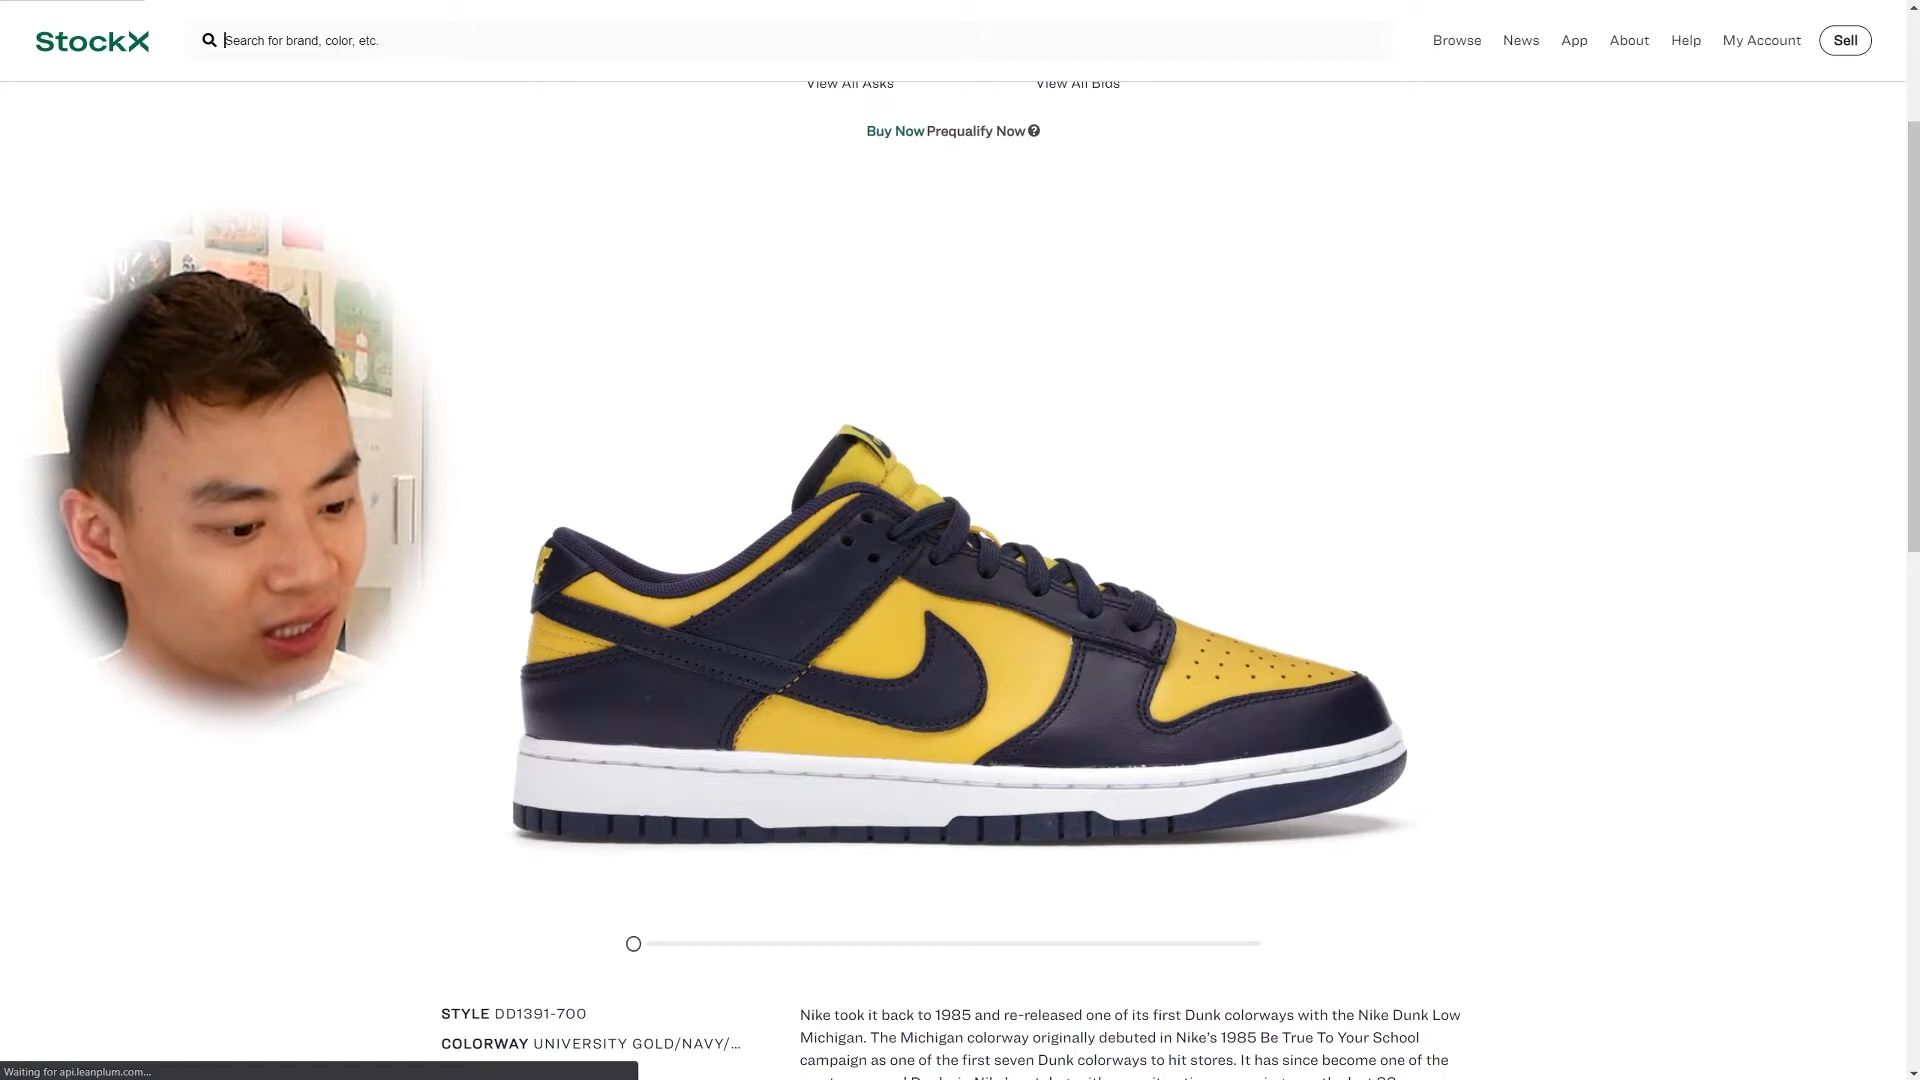 StockX
Search for brand, color, etc.
Browse
News
App
About
Help
My Account
Sell
View All Asks
View All Bids
Buy Now Prequalify Now
STYLE DD1391-700
COLORWAY UNIVERSITY GOLD/NAVY/...
Nike took it back to 1985 and re-released one of its first Dunk colorways with the Nike Dunk Low
Michigan. The Michigan colorway originally debuted in Nike's 1985 Be True To Your School
campaign as one of the first seven Dunk colorways to hit stores. It has since become one of the
Waiting for api.leanplum.com...